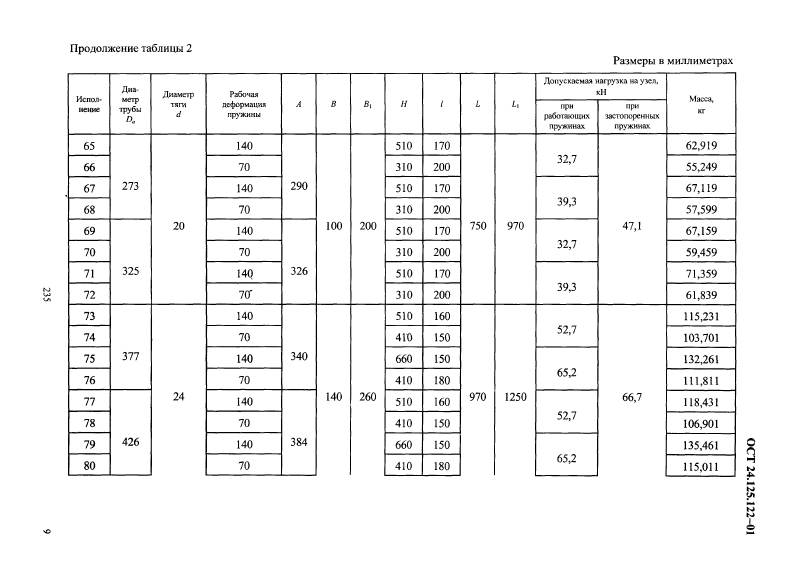 Продолжение таблицы 2
Размеры в миллиметрах
Испол-
нение
Диа-
метр
трубы
Dн
Диаметр
тяги
d
Рабочая
деформация
пружины
A
B
B₁
H
l
L
L₁
Допускаемая нагрузка на узел,
кН
при
работающих
пружинах
при
застопоренных
пружинах
Масса,
кг
65 273 20 140 290 100 200 510 170 750 970 32,7 47,1 62,919
66 70 310 200 55,249
67 140 510 170 39,3 67,119
68 70 310 200 57,599
69 325 140 326 510 170 32,7 67,159
70 70 310 200 59,459
71 140 510 170 39,3 71,359
72 70 310 200 61,839
73 377 24 140 340 140 260 510 160 970 1250 52,7 66,7 115,231
74 70 410 150 103,701
75 140 660 150 65,2 132,261
76 70 410 180 111,811
77 426 140 384 510 160 52,7 118,431
78 70 410 150 106,901
79 140 660 150 65,2 135,461
80 70 410 180 115,011
235
ОСТ 24.125.122–01
9